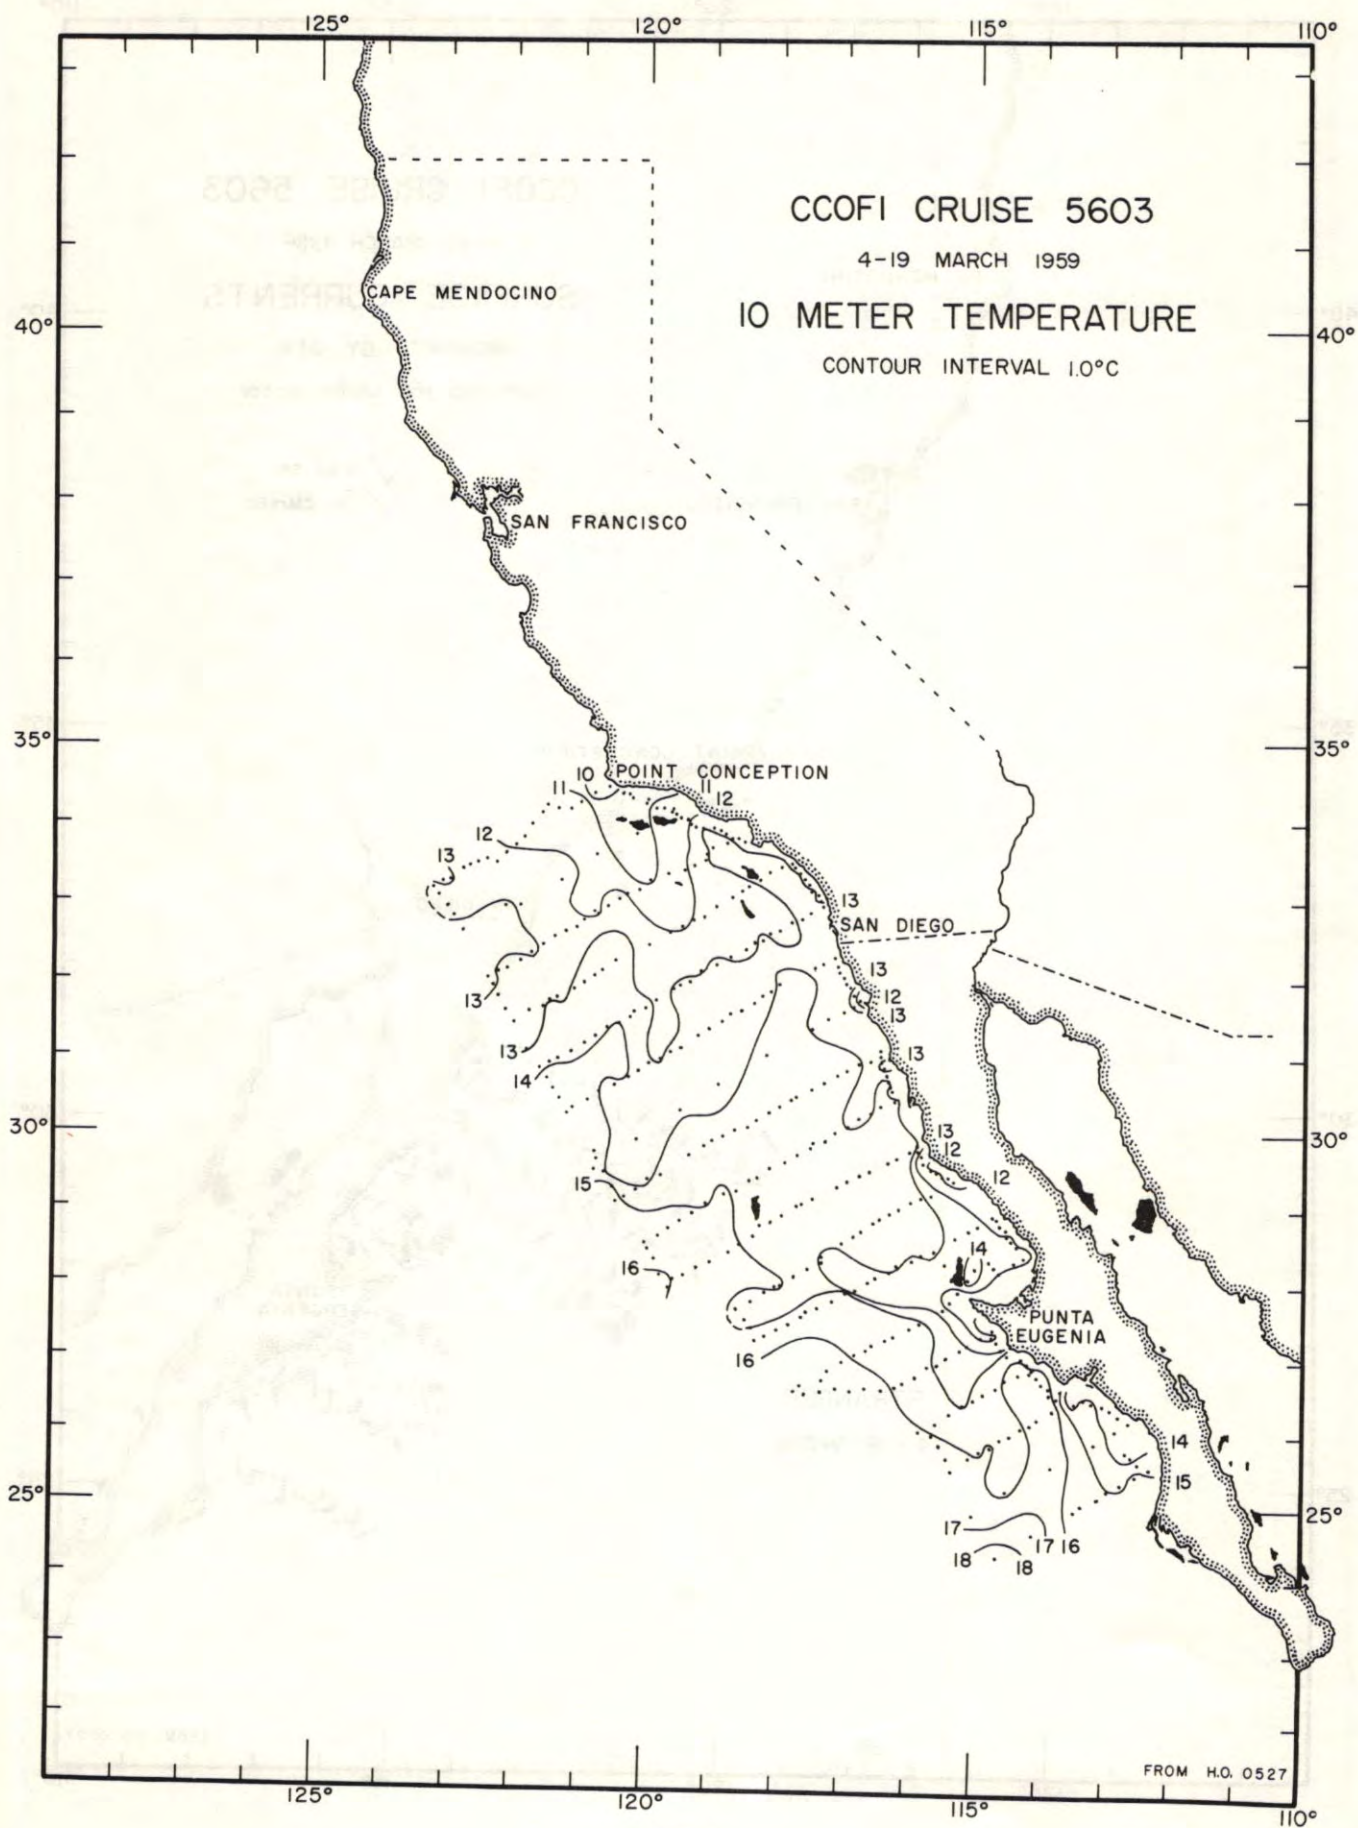 125° 120° 115° 110°
CCOFI CRUISE 5603
4-19 MARCH 1959
10 METER TEMPERATURE
CONTOUR INTERVAL 1.0°C
CAPE MENDOCINO
40° 40°
SAN FRANCISCO
35° 35°
10 POINT CONCEPTION
11 11
12
12
13
13
SAN DIEGO
13
13 12
13
13
13
14
30° 13 30°
12
12
15
14
16
PUNTA
EUGENIA
16
14
15
25° 25°
17 17 16
18 18
FROM H.O. 0527
125° 120° 115° 110°